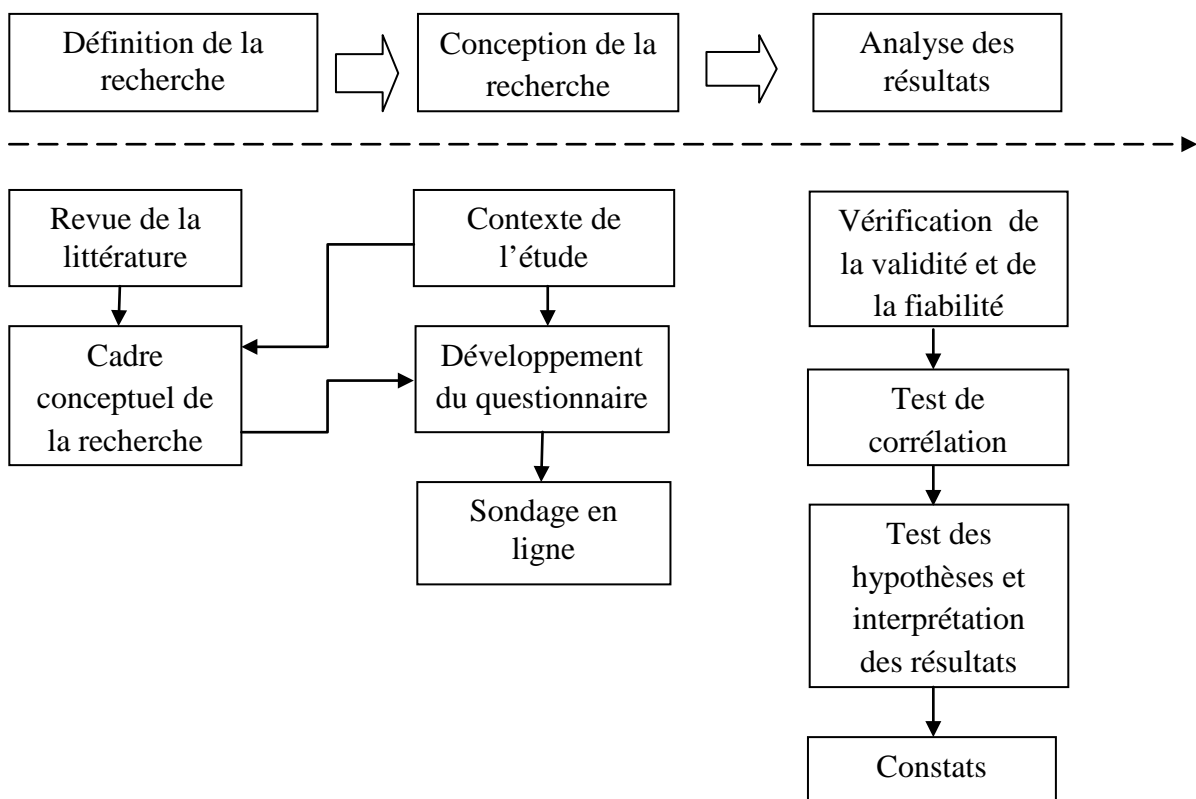 Définition de la
recherche
Conception de la
recherche
Analyse des
résultats
Revue de la
littérature
Cadre
conceptuel de
la recherche
Contexte de
l’étude
Développement
du questionnaire
Sondage en
ligne
Vérification de
la validité et de
la fiabilité
Test de
corrélation
Test des
hypothèses et
interprétation
des résultats
Constats